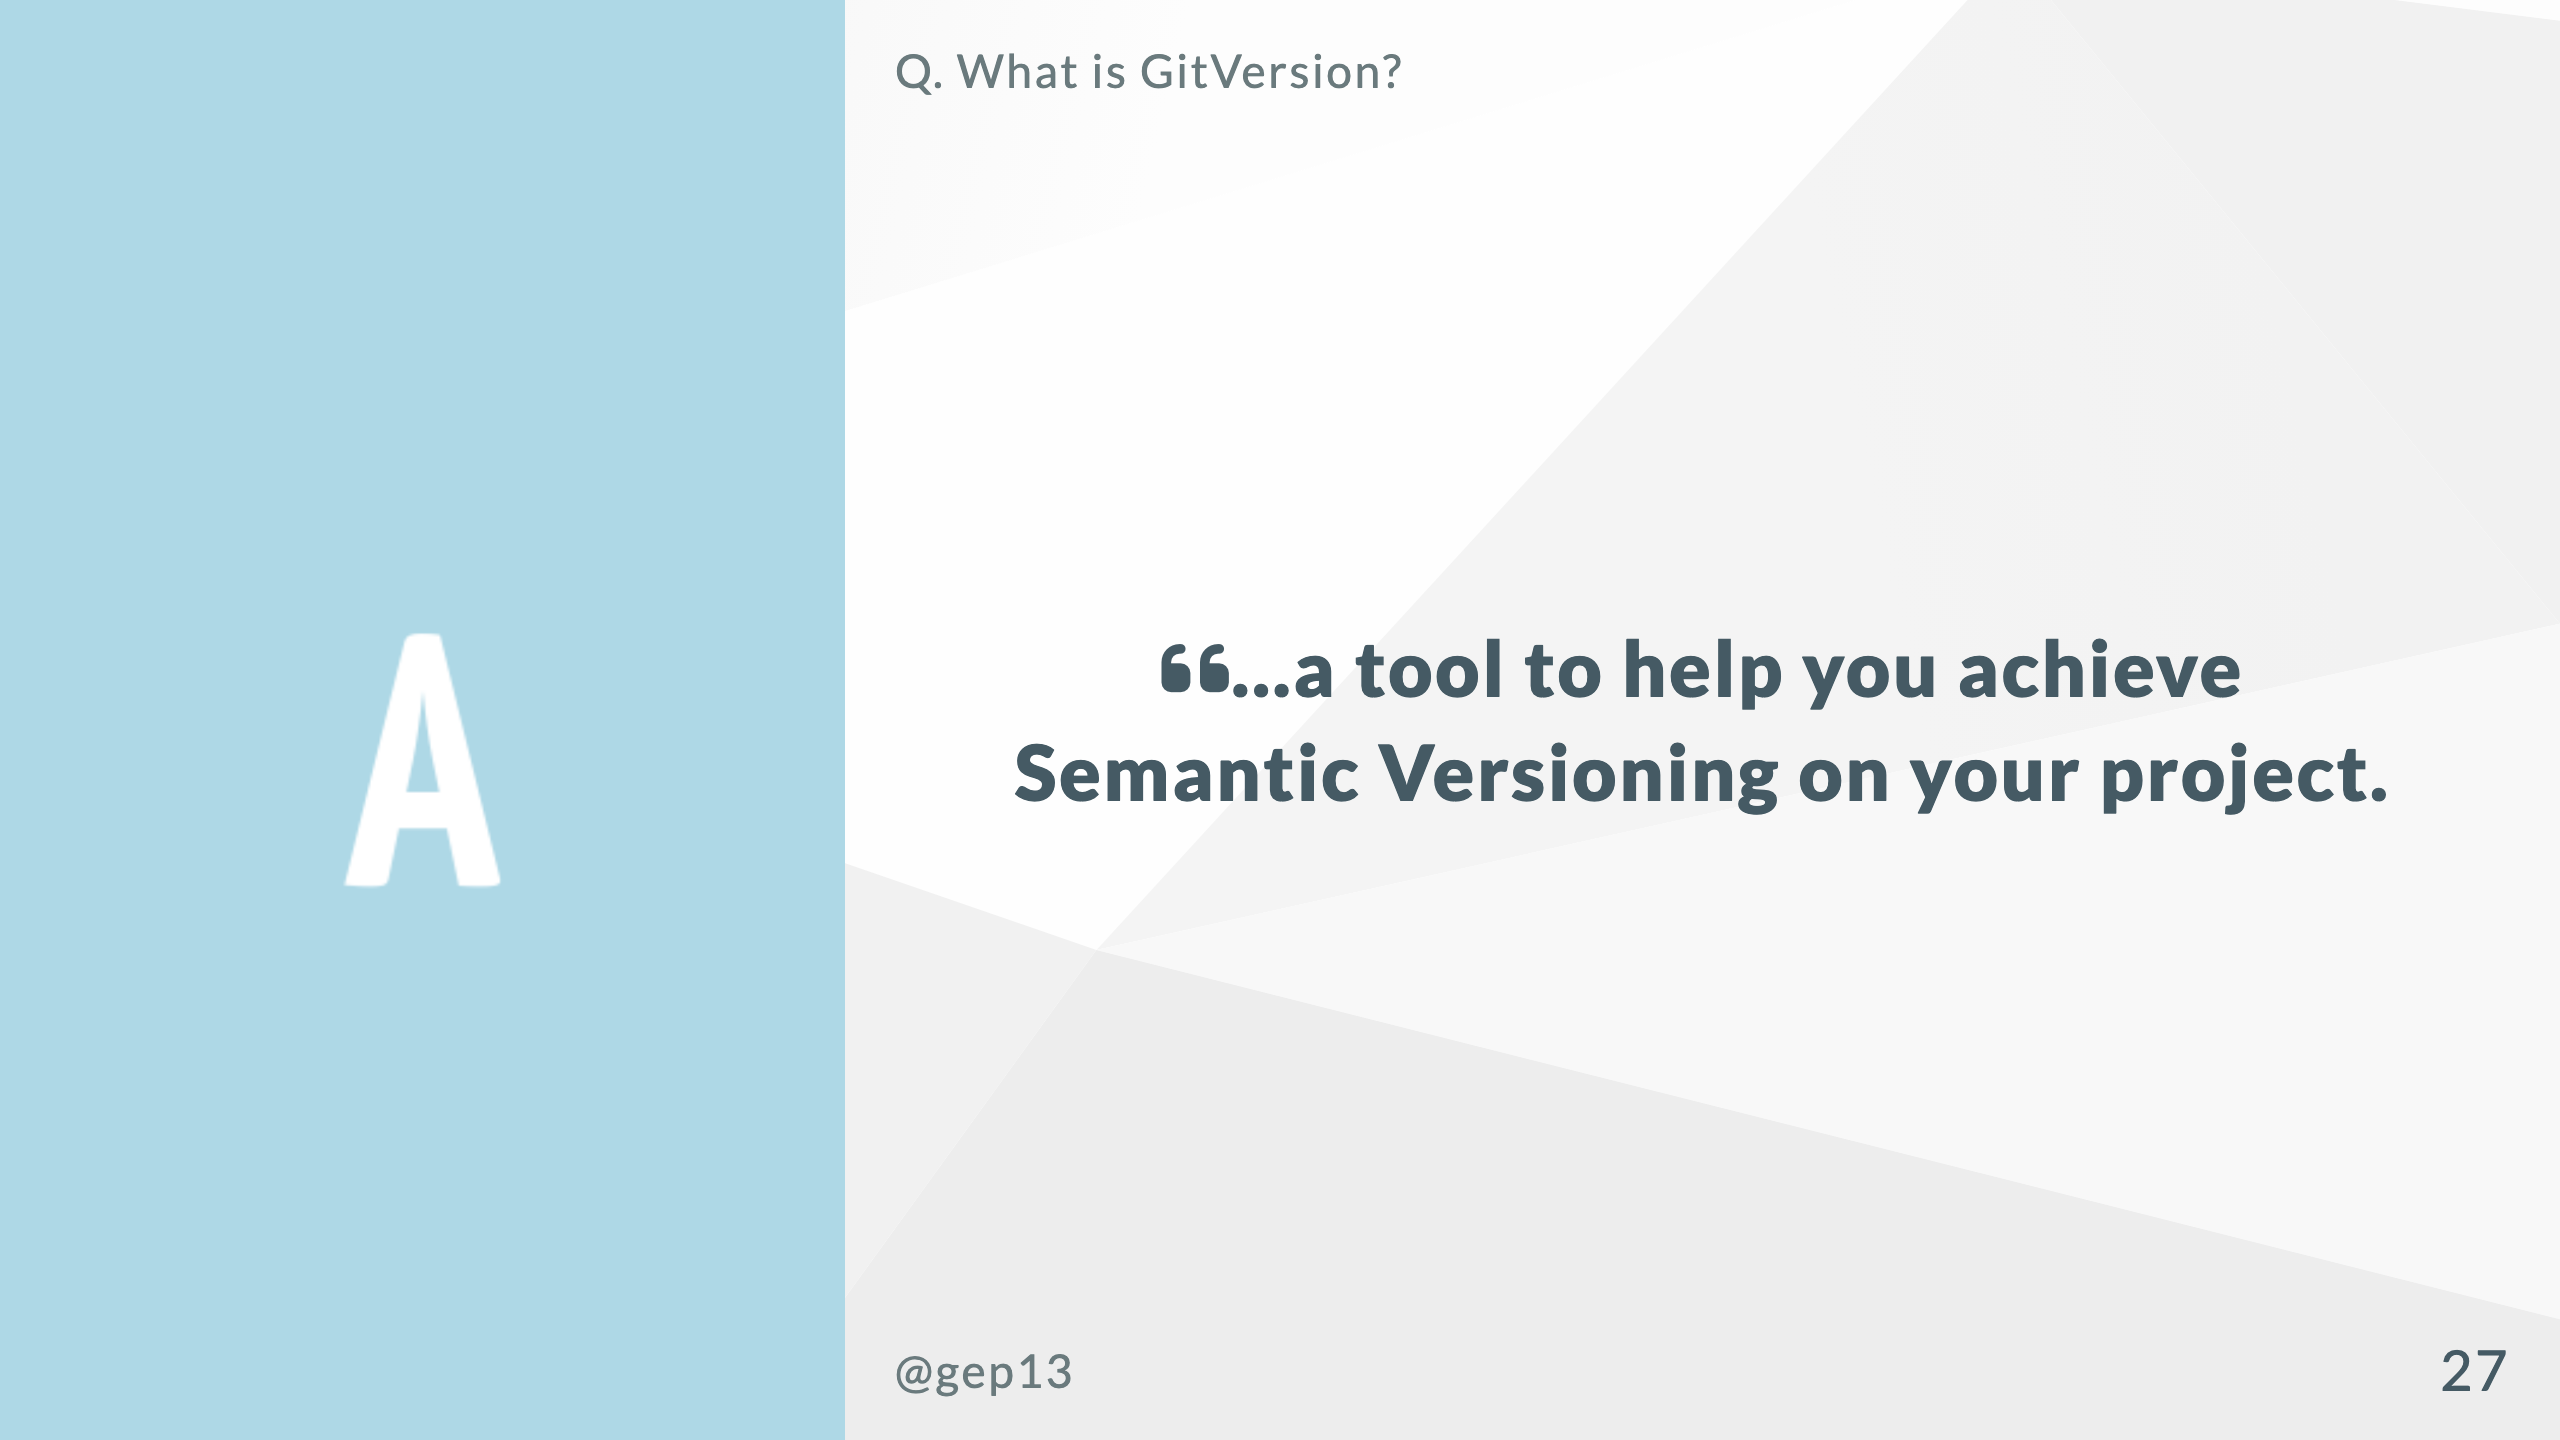 Q. What is GitVersion?
A
“...a tool to help you achieve
Semantic Versioning on your project.
@gep13
27